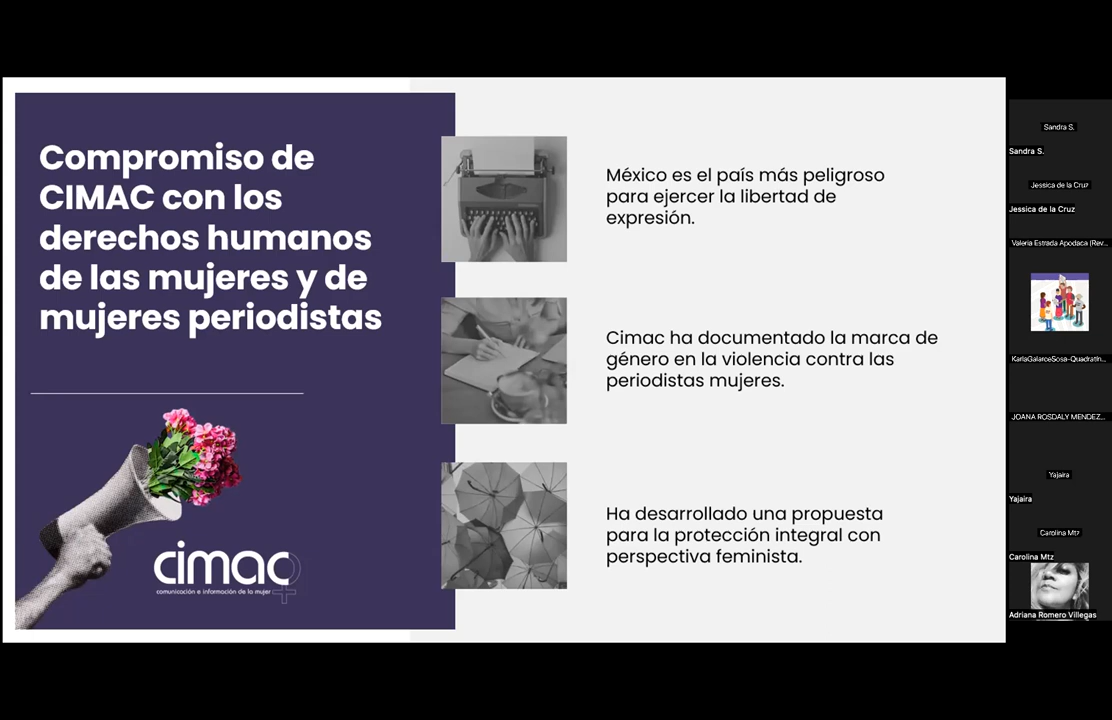 Compromiso de
CIMAC con los
derechos humanos
de las mujeres y de
mujeres periodistas
cimac
comunicación e información de la mujer
México es el país más peligroso
para ejercer la libertad de
expresión.
Cimac ha documentado la marca de
género en la violencia contra las
periodistas mujeres.
Ha desarrollado una propuesta
para la protección integral con
perspectiva feminista.
Sandra S.
Sandra S.
Jessica de la Cruz
Jessica de la Cruz
Valeria Estrada Apodaca (Rev...
KarlaGalarceSosa-Quadratín...
JOANA ROSDALY MENDEZ...
Yajaira
Yajaira
Carolina Mtz
Carolina Mtz
Adriana Romero Villegas